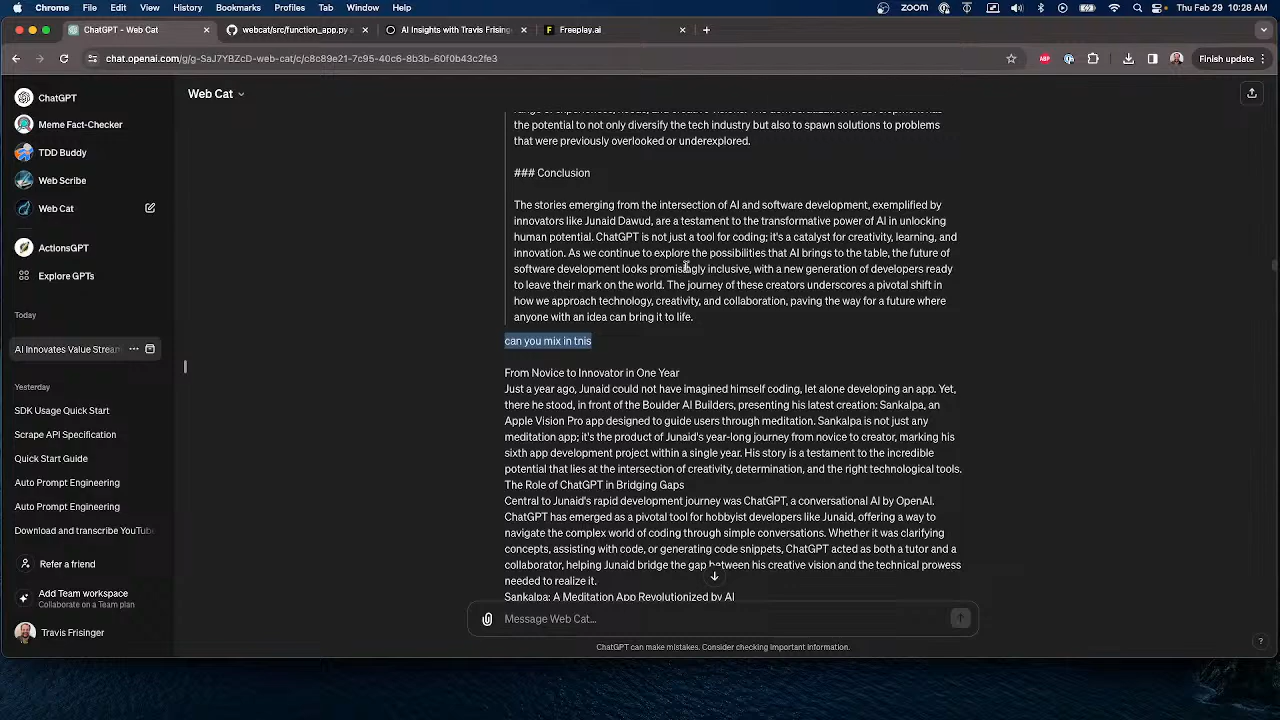 Chrome File Edit View History Bookmarks Profiles Tab Window Help zoom Thu Feb 29 10:28 AM
ChatGPT - Web Cat webcat/src/function_app.py a AI Insights with Travis Frising Freeplay.ai
chat.openai.com/g/g-SaJ7YBZcD-web-cat/c/c8c89e21-7c95-40c6-8b3b-60f0b43c2fe3 ABP Finish update
ChatGPT
Meme Fact-Checker
TDD Buddy
Web Scribe
Web Cat
ActionsGPT
Explore GPTs
Today
AI Innovates Value Stream
Yesterday
SDK Usage Quick Start
Scrape API Specification
Quick Start Guide
Auto Prompt Engineering
Auto Prompt Engineering
Download and transcribe YouTube
Refer a friend
Add Team workspace
Collaborate on a Team plan
Travis Frisinger
Web Cat
the potential to not only diversify the tech industry but also to spawn solutions to problems
that were previously overlooked or underexplored.
### Conclusion
The stories emerging from the intersection of AI and software development, exemplified by
innovators like Junaid Dawud, are a testament to the transformative power of AI in unlocking
human potential. ChatGPT is not just a tool for coding; it's a catalyst for creativity, learning, and
innovation. As we continue to explore the possibilities that AI brings to the table, the future of
software development looks promisingly inclusive, with a new generation of developers ready
to leave their mark on the world. The journey of these creators underscores a pivotal shift in
how we approach technology, creativity, and collaboration, paving the way for a future where
anyone with an idea can bring it to life.
can you mix in tnis
From Novice to Innovator in One Year
Just a year ago, Junaid could not have imagined himself coding, let alone developing an app. Yet,
there he stood, in front of the Boulder AI Builders, presenting his latest creation: Sankalpa, an
Apple Vision Pro app designed to guide users through meditation. Sankalpa is not just any
meditation app; it's the product of Junaid's year-long journey from novice to creator, marking his
sixth app development project within a single year. His story is a testament to the incredible
potential that lies at the intersection of creativity, determination, and the right technological tools.
The Role of ChatGPT in Bridging Gaps
Central to Junaid's rapid development journey was ChatGPT, a conversational AI by OpenAI.
ChatGPT has emerged as a pivotal tool for hobbyist developers like Junaid, offering a way to
navigate the complex world of coding through simple conversations. Whether it was clarifying
concepts, assisting with code, or generating code snippets, ChatGPT acted as both a tutor and a
collaborator, helping Junaid bridge the gap between his creative vision and the technical prowess
needed to realize it.
Sankalpa: A Meditation App Revolutionized by AI
Message Web Cat...
ChatGPT can make mistakes. Consider checking important information.
?